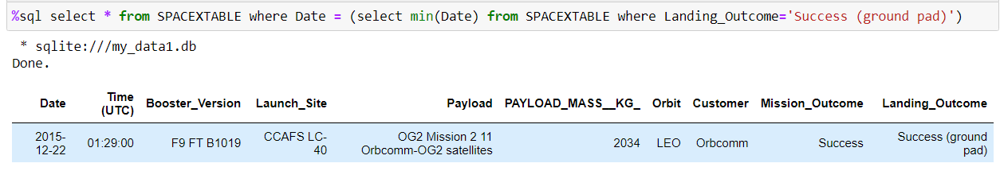 %sql select * from SPACEXTABLE where Date = (select min(Date) from SPACEXTABLE where Landing_Outcome='Success (ground pad)')
* sqlite:///my_data1.db
Done.
Date Time (UTC) Booster_Version Launch_Site Payload PAYLOAD_MASS__KG_ Orbit Customer Mission_Outcome Landing_Outcome
2015-12-22 01:29:00 F9 FT B1019 CCAFS LC-40 OG2 Mission 2 11 Orbcomm-OG2 satellites 2034 LEO Orbcomm Success Success (ground pad)